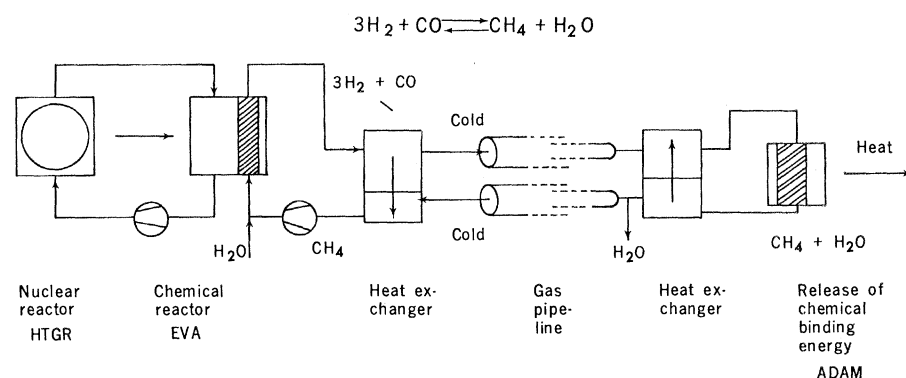 3H₂ + CO ⇌ CH₄ + H₂O
3H₂ + CO
Cold
Heat
Cold
H₂O
CH₄
H₂O
CH₄ + H₂O
Nuclear
reactor
HTGR
Chemical
reactor
EVA
Heat ex-
changer
Gas
pipe-
line
Heat ex-
changer
Release of
chemical
binding
energy
ADAM